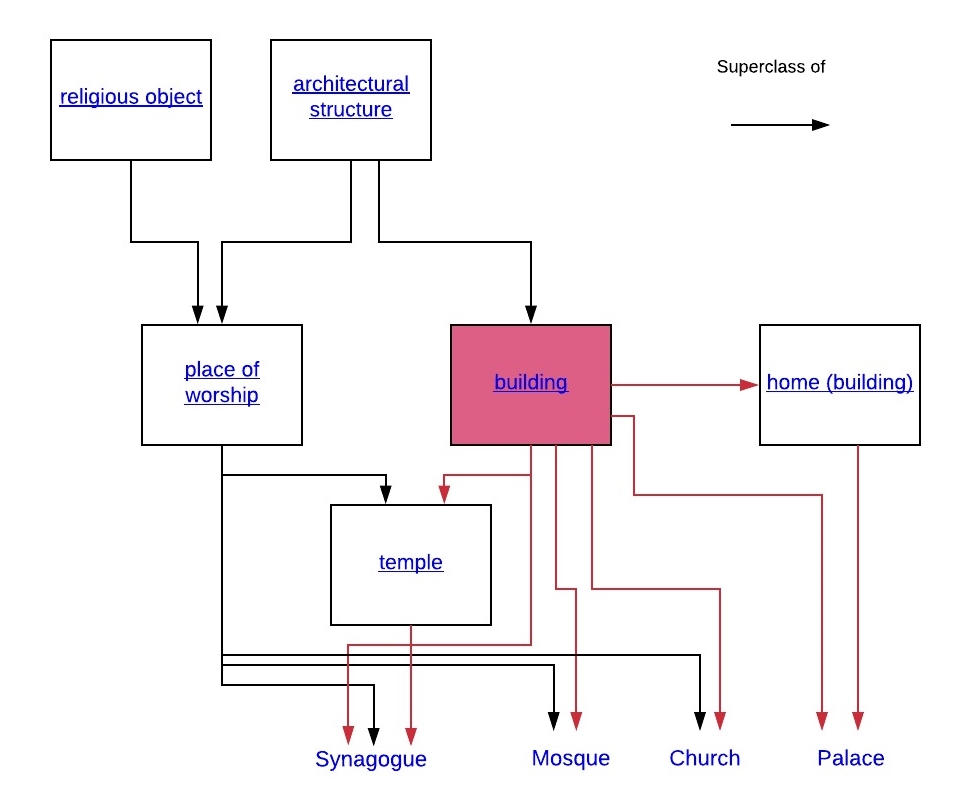 religious object
architectural
structure
Superclass of
place of
worship
building
home (building)
temple
Synagogue
Mosque
Church
Palace